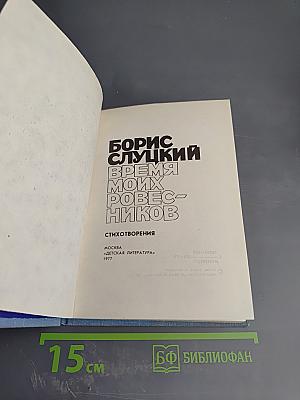 БОРИС
СЛУЦКИЙ
ВРЕМЯ
МОИХ
РОВЕС-
НИКОВ
СТИХОТВОРЕНИЯ
МОСКВА
«ДЕТСКАЯ ЛИТЕРАТУРА»
1977
15 см
БФ БИБЛИОФАН